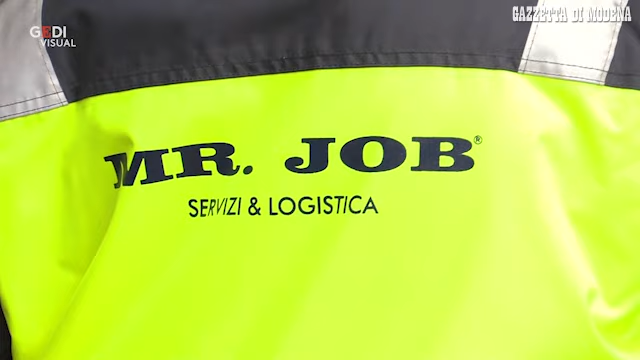 GEDI
VISUAL
GAZZETTA DI MODENA
MR. JOB®
SERVIZI & LOGISTICA